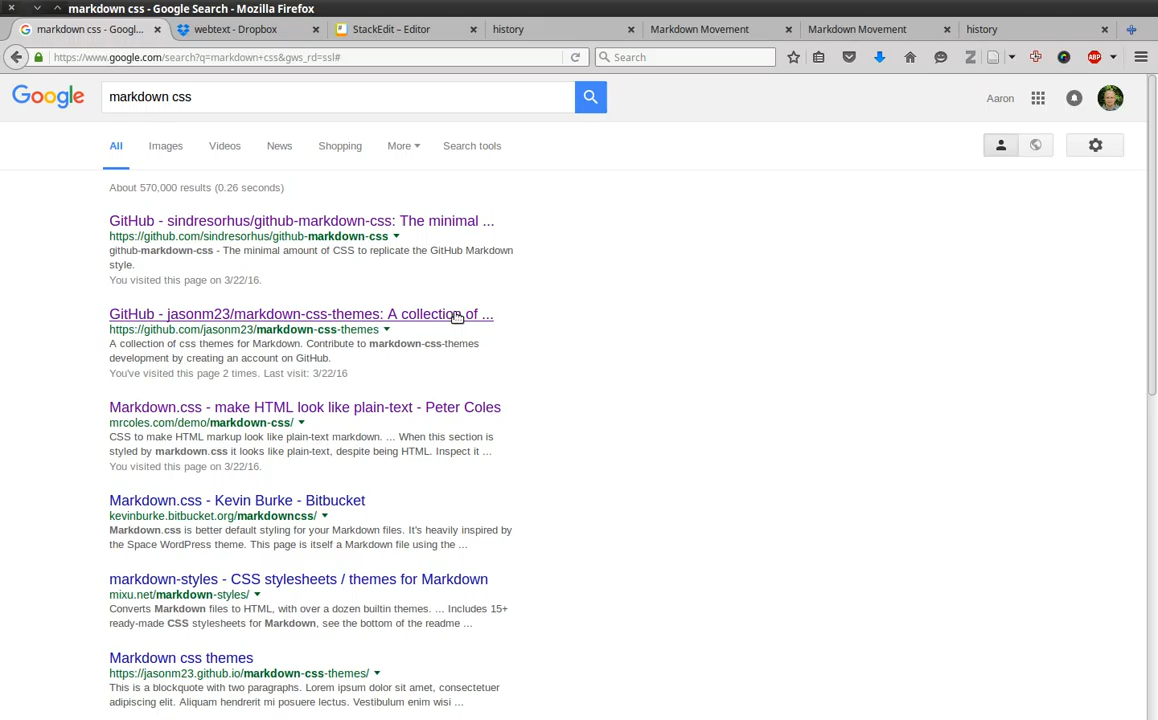 markdown css - Google Search - Mozilla Firefox
markdown css - Googl...
webtext - Dropbox
StackEdit – Editor
history
Markdown Movement
Markdown Movement
history
https://www.google.com/search?q=markdown+css&gws_rd=ssl#
Search
ABP
Google
markdown css
Aaron
All
Images
Videos
News
Shopping
More
Search tools
About 570,000 results (0.26 seconds)
GitHub - sindresorhus/github-markdown-css: The minimal ...
https://github.com/sindresorhus/github-markdown-css
github-markdown-css - The minimal amount of CSS to replicate the GitHub Markdown
style.
You visited this page on 3/22/16.
GitHub - jasonm23/markdown-css-themes: A collection of ...
https://github.com/jasonm23/markdown-css-themes
A collection of css themes for Markdown. Contribute to markdown-css-themes
development by creating an account on GitHub.
You've visited this page 2 times. Last visit: 3/22/16
Markdown.css - make HTML look like plain-text - Peter Coles
mrcoles.com/demo/markdown-css/
CSS to make HTML markup look like plain-text markdown. ... When this section is
styled by markdown.css it looks like plain-text, despite being HTML. Inspect it ...
You visited this page on 3/22/16.
Markdown.css - Kevin Burke - Bitbucket
kevinburke.bitbucket.org/markdowncss/
Markdown.css is better default styling for your Markdown files. It's heavily inspired by
the Space WordPress theme. This page is itself a Markdown file using the ...
markdown-styles - CSS stylesheets / themes for Markdown
mixu.net/markdown-styles/
Converts Markdown files to HTML, with over a dozen builtin themes. ... Includes 15+
ready-made CSS stylesheets for Markdown, see the bottom of the readme ...
Markdown css themes
https://jasonm23.github.io/markdown-css-themes/
This is a blockquote with two paragraphs. Lorem ipsum dolor sit amet, consectetuer
adipiscing elit. Aliquam hendrerit mi posuere lectus. Vestibulum enim wisi ...